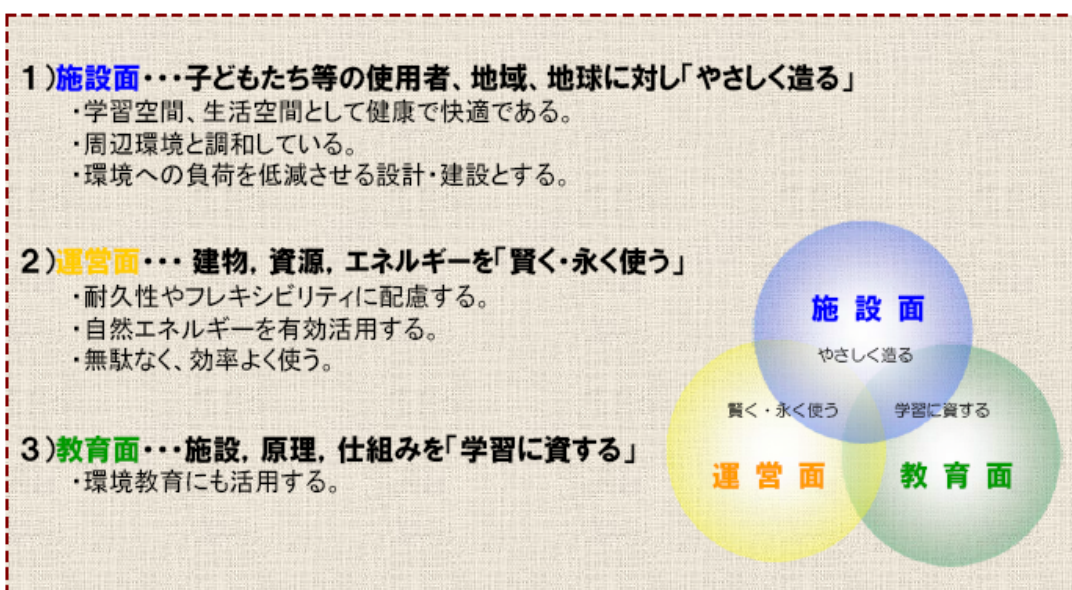 1)施設面・・・子どもたち等の使用者、地域、地球に対し「やさしく造る」
・学習空間、生活空間として健康で快適である。
・周辺環境と調和している。
・環境への負荷を低減させる設計・建設とする。
2)運営面・・・ 建物, 資源, エネルギーを「賢く・永く使う」
・耐久性やフレキシビリティに配慮する。
・自然エネルギーを有効活用する。
・無駄なく、効率よく使う。
3)教育面・・・施設, 原理, 仕組みを「学習に資する」
・環境教育にも活用する。
施 設 面
やさしく造る
賢く・永く使う
学習に資する
運 営 面
教 育 面